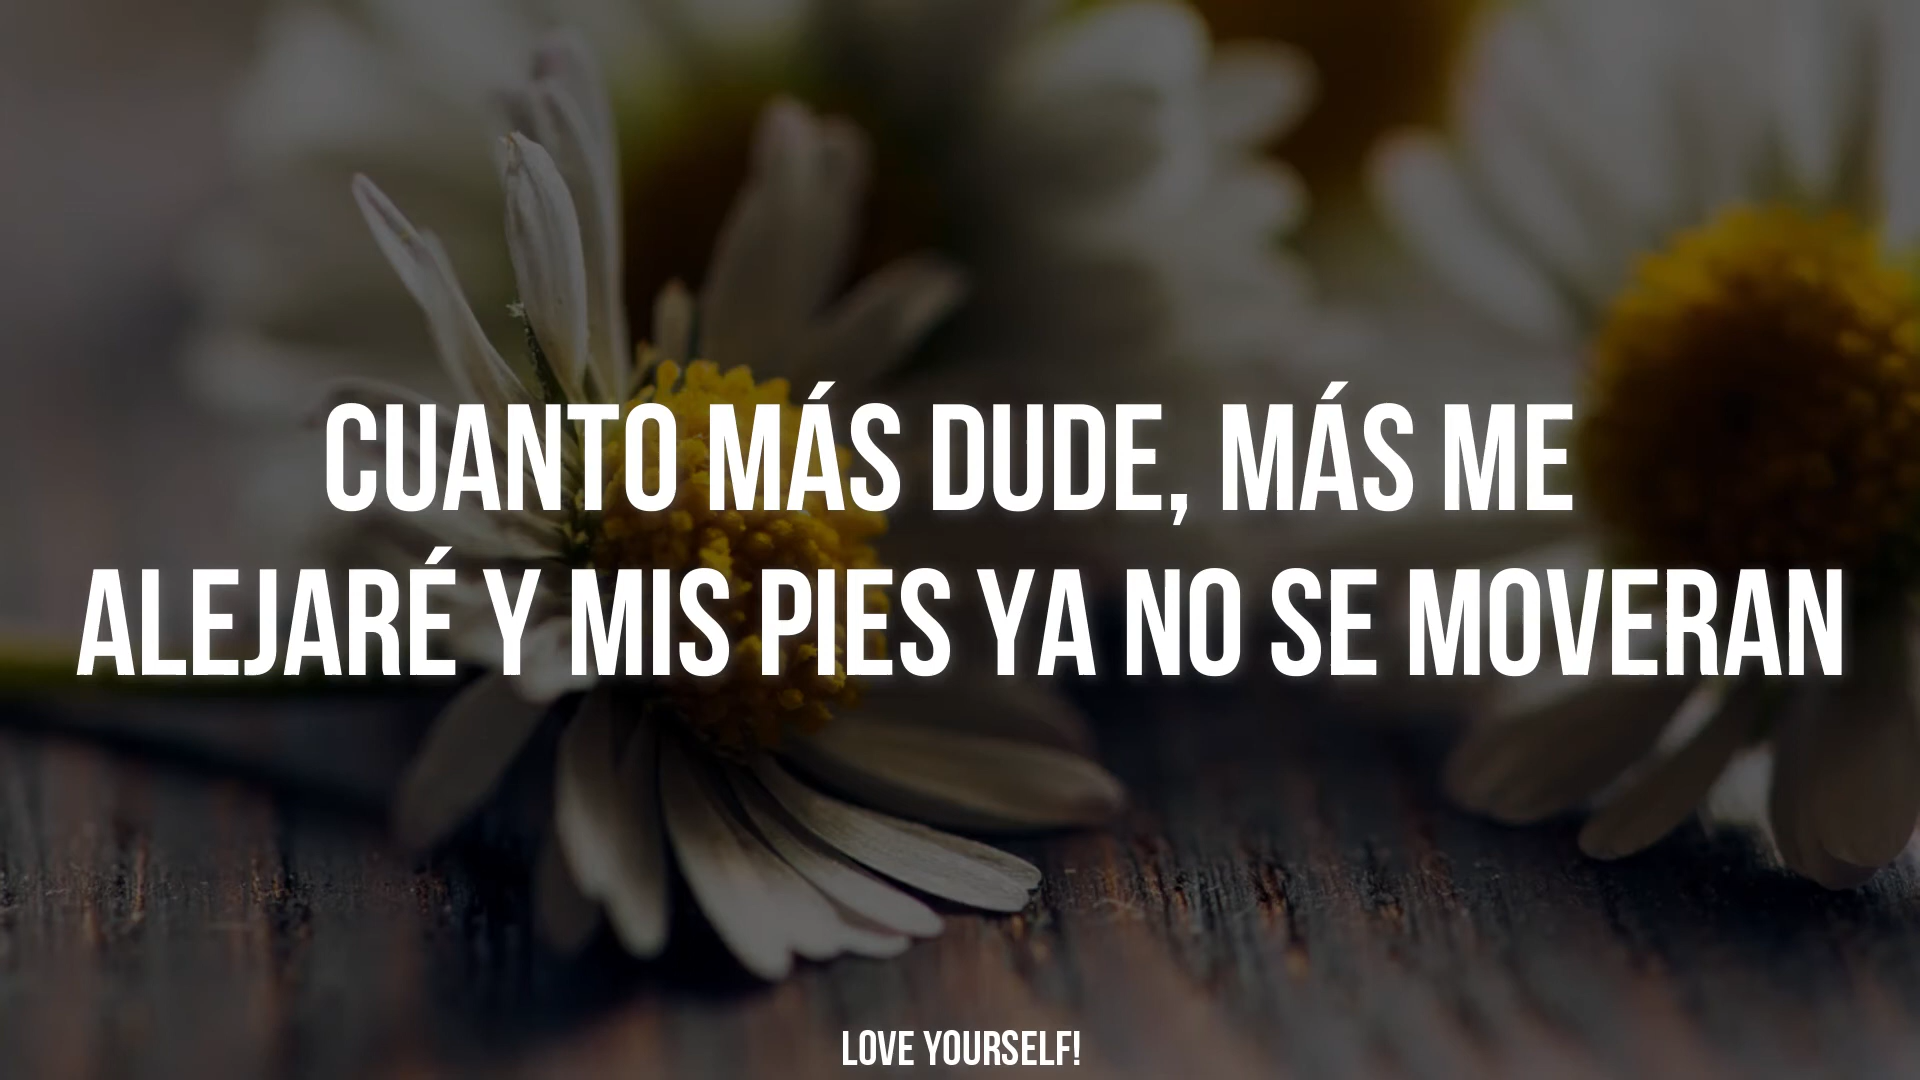 CUANTO MÁS DUDE, MÁS ME
ALEJARÉ Y MIS PIES YA NO SE MOVERAN
LOVE YOURSELF!